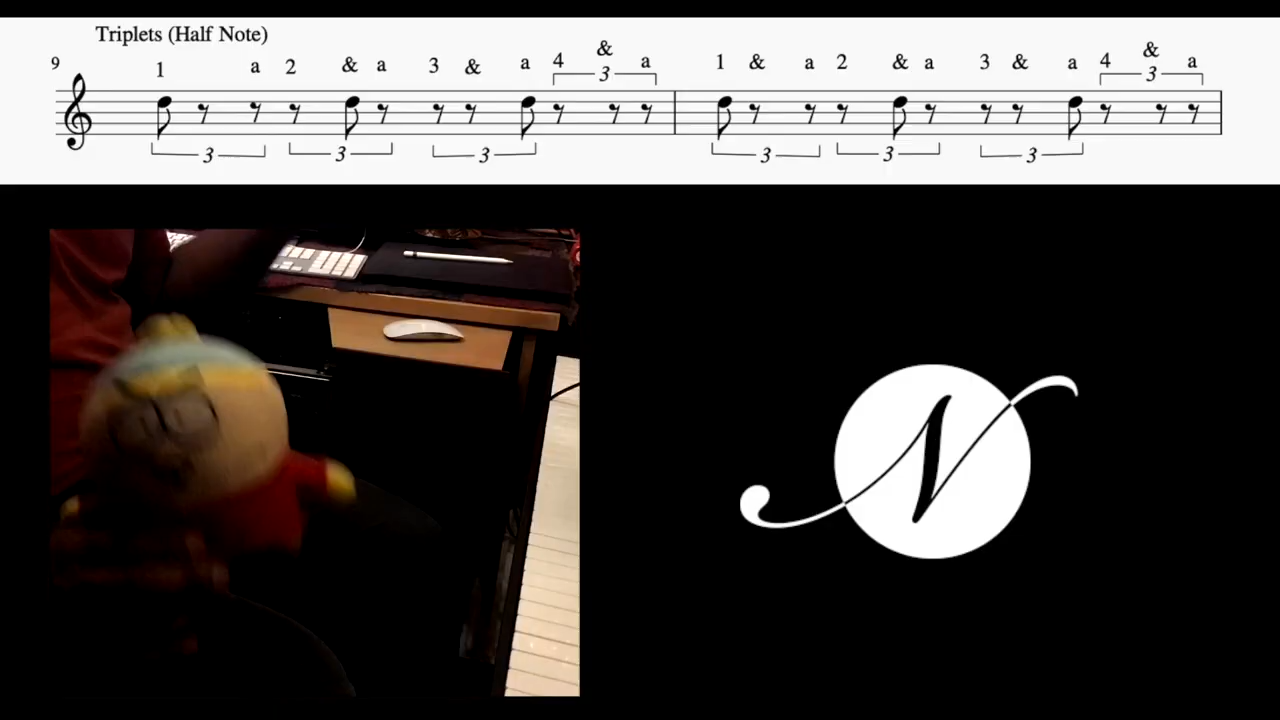 Triplets (Half Note)
9 1 a 2 & a 3 & a 4 & a 1 & a 2 & a 3 & a 4 & a
3 3
3 3 3 3 3 3
N